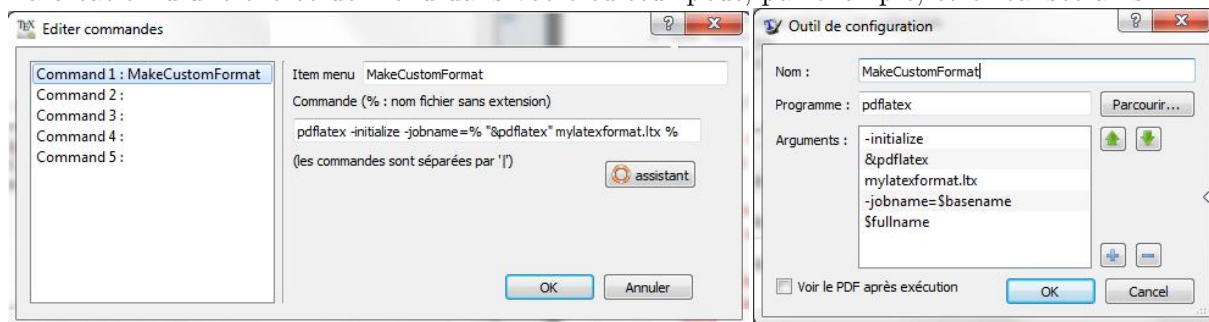 Editer commandes
Command 1 : MakeCustomFormat
Command 2 :
Command 3 :
Command 4 :
Command 5 :
Item menu MakeCustomFormat
Commande (% : nom fichier sans extension)
pdflatex -initialize -jobname=% "&pdflatex" mylatexformat.ltx %
(les commandes sont séparées par '|')
assistant
OK Annuler
Outil de configuration
Nom : MakeCustomFormat
Programme : pdflatex Parcourir...
Arguments : -initialize
&pdflatex
mylatexformat.ltx
-jobname=$basename
$fullname
Voir le PDF après exécution OK Cancel